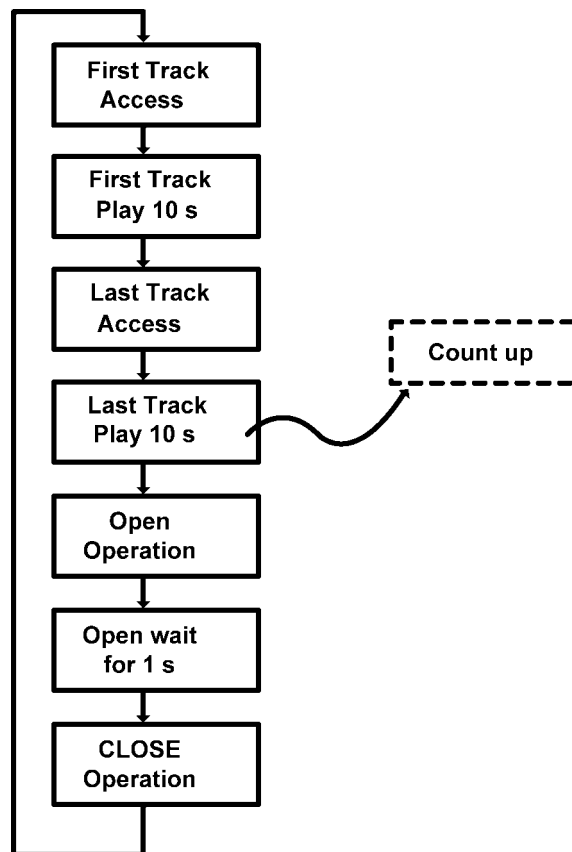 First Track
Access
First Track
Play 10 s
Last Track
Access
Count up
Last Track
Play 10 s
Open
Operation
Open wait
for 1 s
CLOSE
Operation